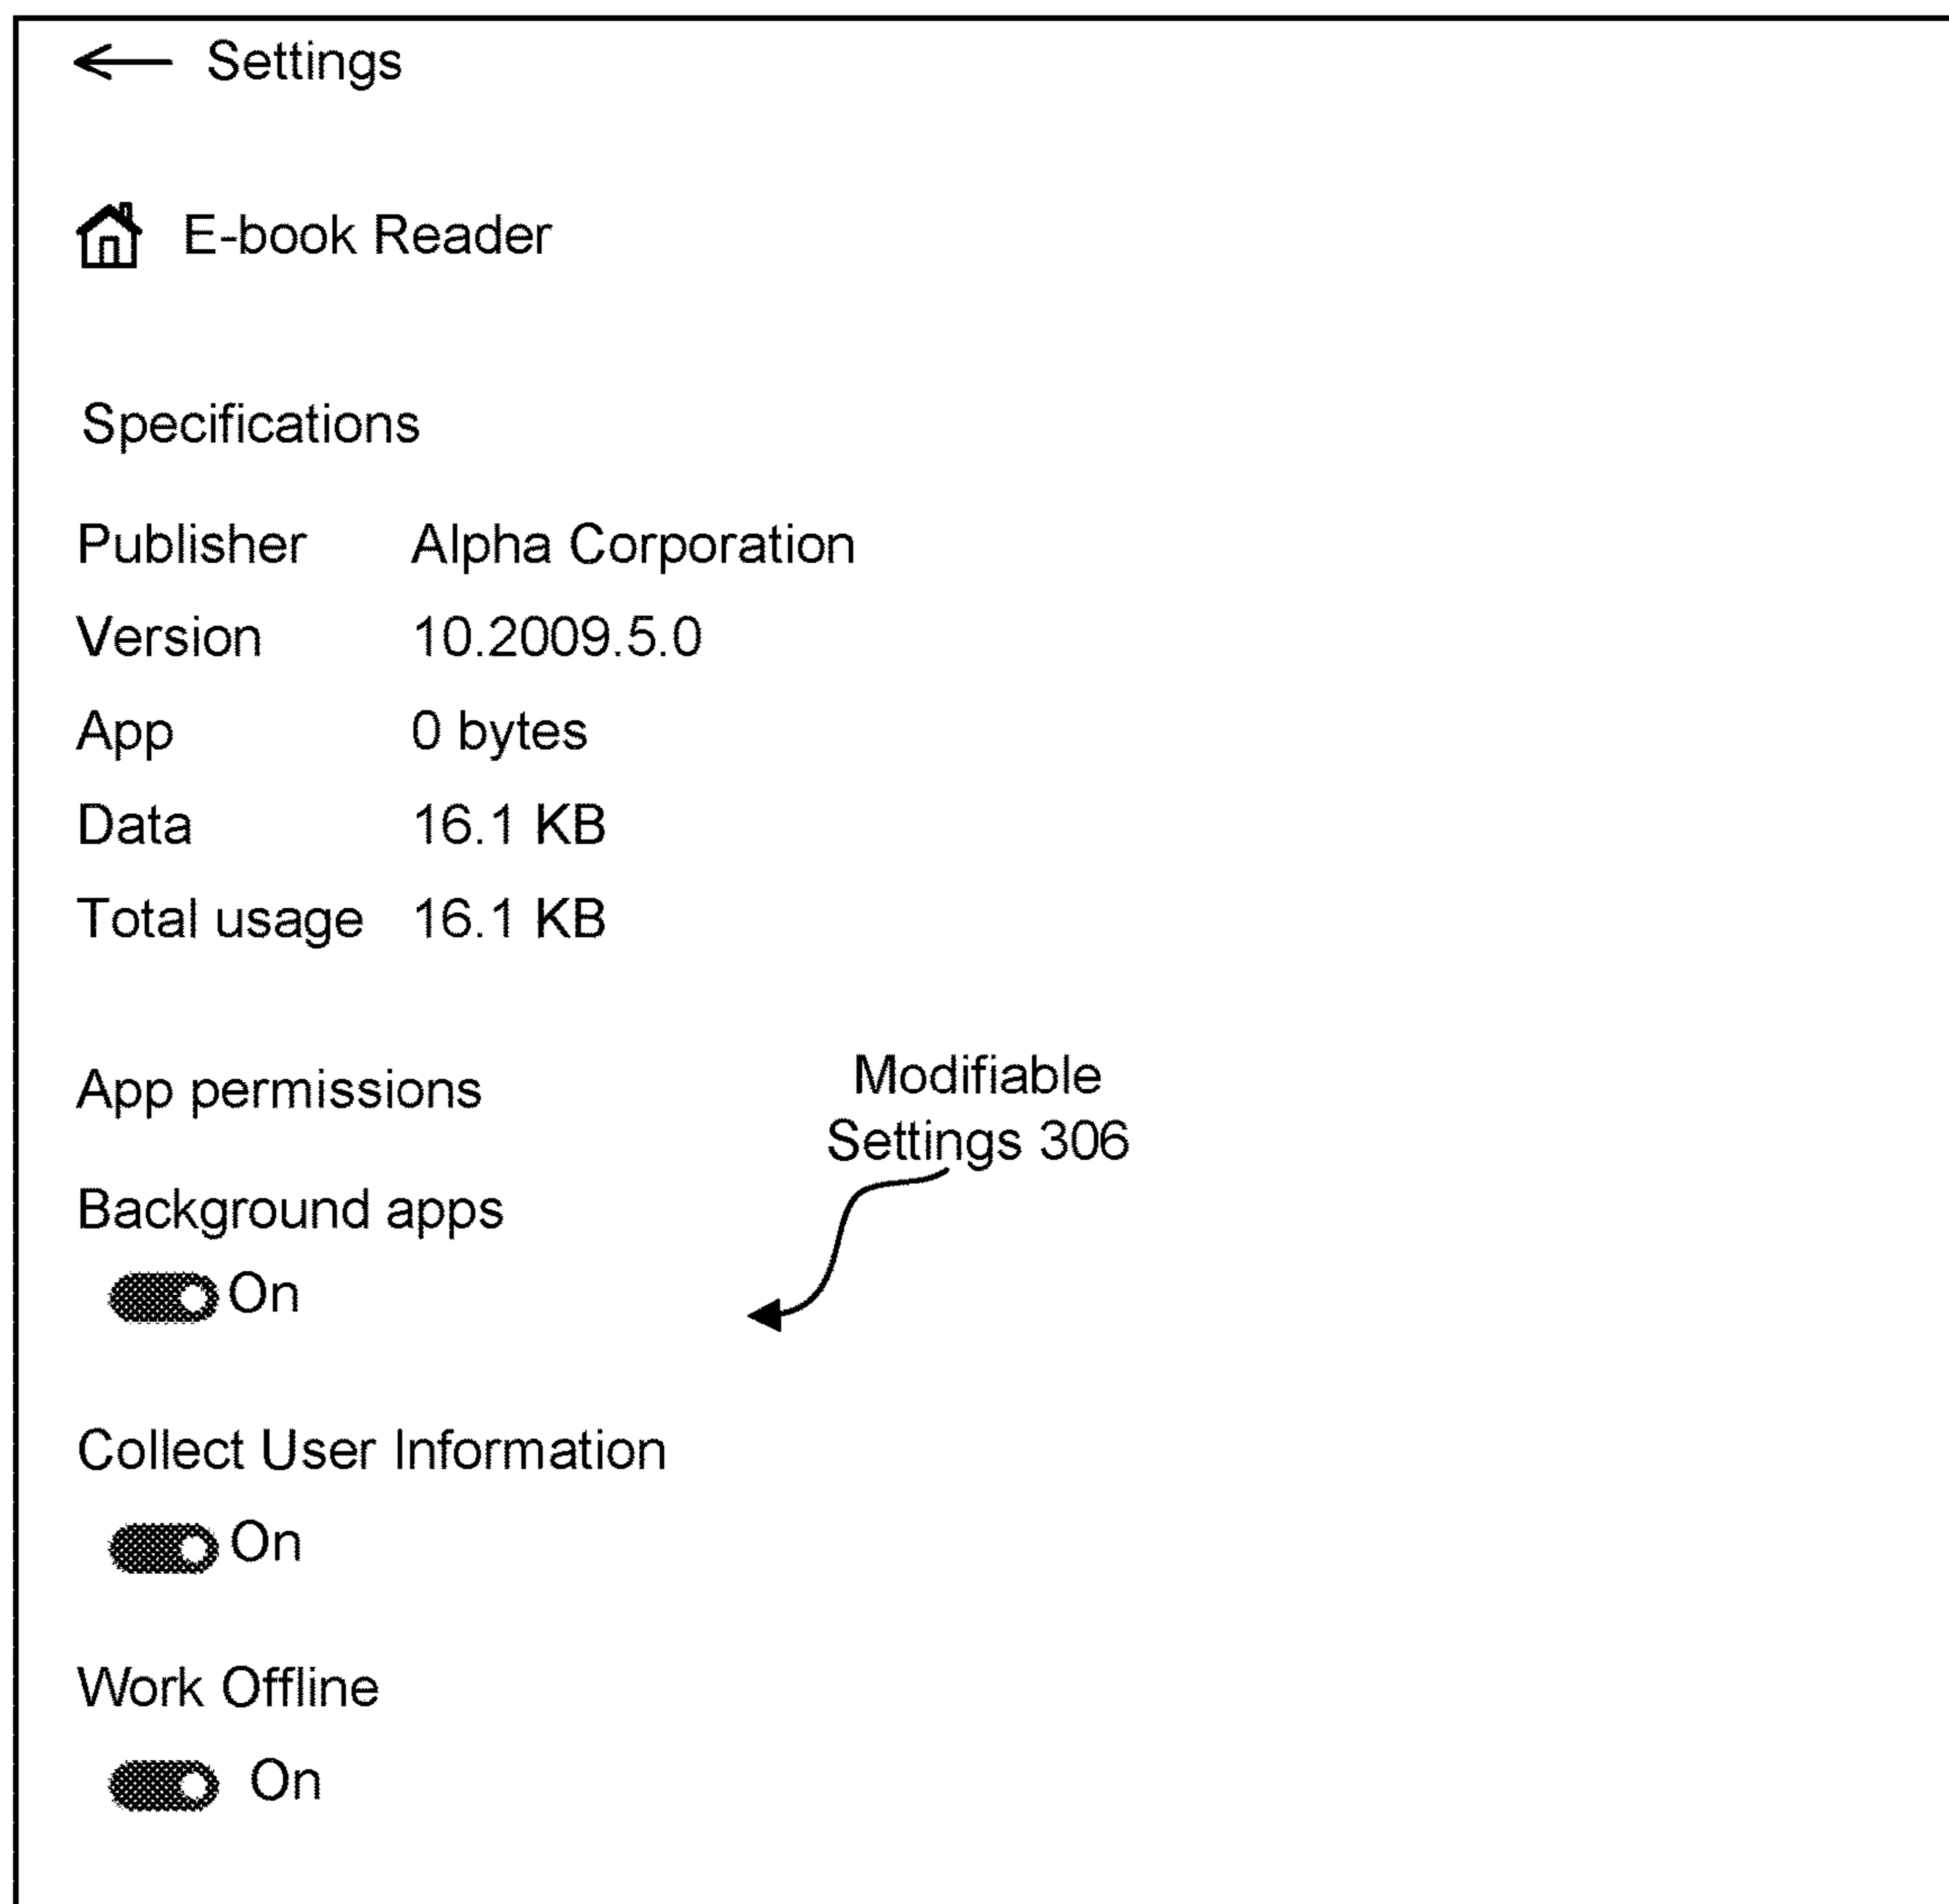 Settings
E-book Reader
Specifications
Publisher Alpha Corporation
Version 10.2009.5.0
App 0 bytes
Data 16.1 KB
Total usage 16.1 KB
App permissions
Modifiable
Settings 306
Background apps
On
Collect User Information
On
Work Offline
On